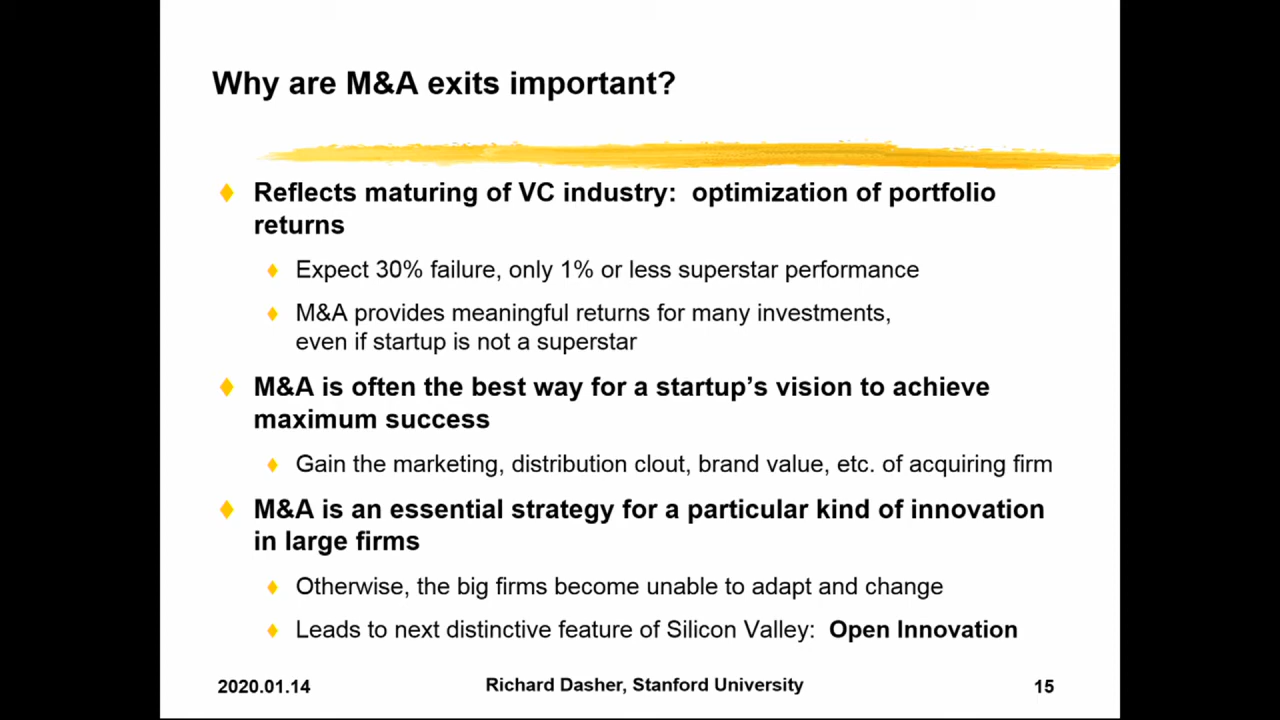 Why are M&A exits important?
Reflects maturing of VC industry:  optimization of portfolio
returns
Expect 30% failure, only 1% or less superstar performance
M&A provides meaningful returns for many investments,
even if startup is not a superstar
M&A is often the best way for a startup’s vision to achieve
maximum success
Gain the marketing, distribution clout, brand value, etc. of acquiring firm
M&A is an essential strategy for a particular kind of innovation
in large firms
Otherwise, the big firms become unable to adapt and change
Leads to next distinctive feature of Silicon Valley:  Open Innovation
2020.01.14 Richard Dasher, Stanford University 15